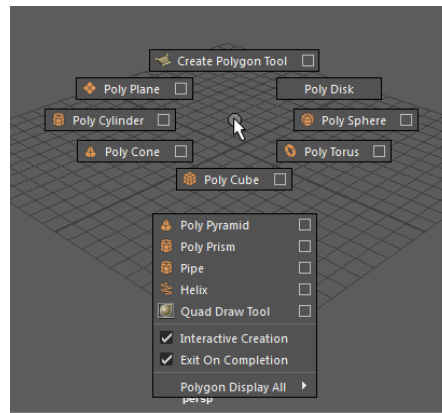 Create Polygon Tool
Poly Plane
Poly Disk
Poly Cylinder
Poly Sphere
Poly Cone
Poly Torus
Poly Cube
Poly Pyramid
Poly Prism
Pipe
Helix
Quad Draw Tool
Interactive Creation
Exit On Completion
Polygon Display All
persp